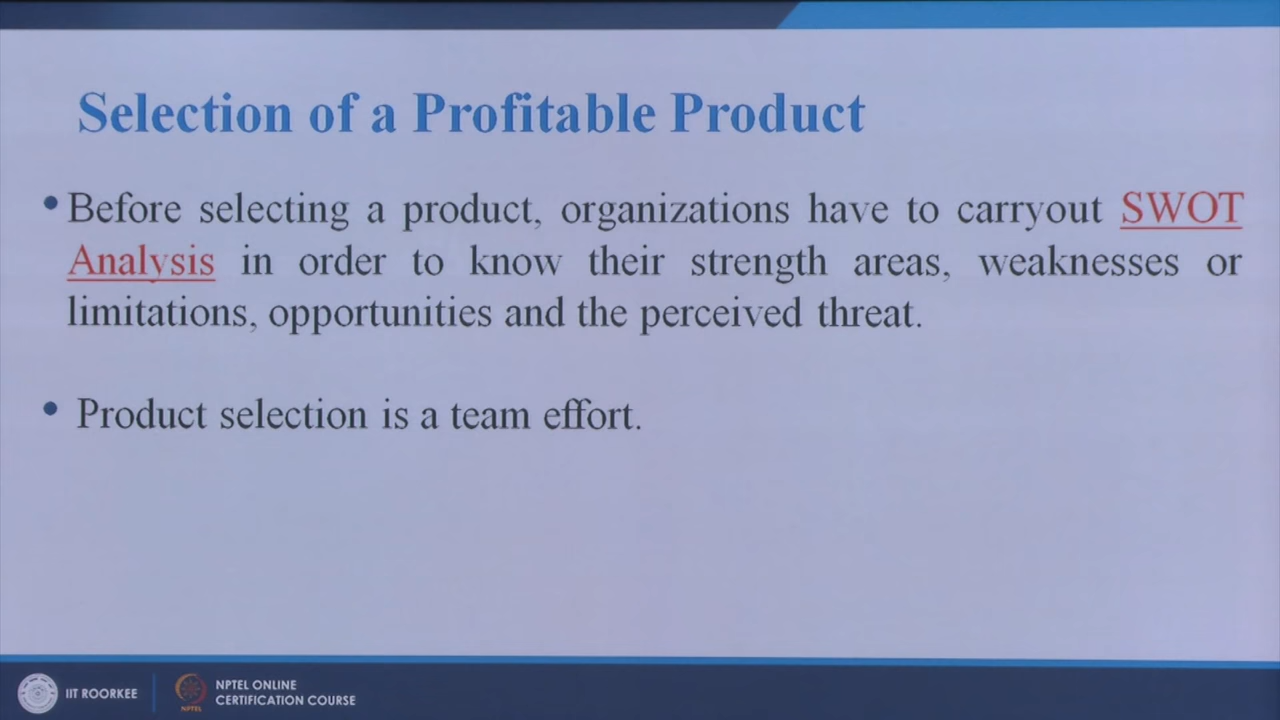 Selection of a Profitable Product
• Before selecting a product, organizations have to carryout SWOT
Analysis in order to know their strength areas, weaknesses or
limitations, opportunities and the perceived threat.
• Product selection is a team effort.
IIT ROORKEE
NPTEL
NPTEL ONLINE
CERTIFICATION COURSE